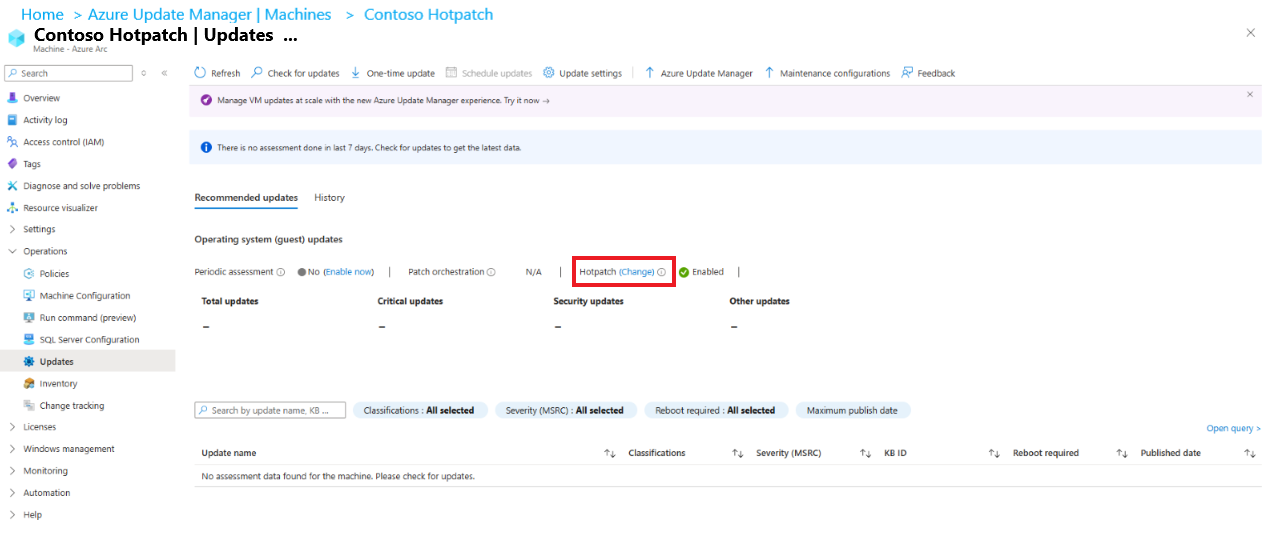 Home > Azure Update Manager | Machines > Contoso Hotpatch
Contoso Hotpatch | Updates ...
Machine - Azure Arc
Search
Refresh Check for updates One-time update Schedule updates Update settings Azure Update Manager Maintenance configurations Feedback
Overview
Activity log
Access control (IAM)
Tags
Diagnose and solve problems
Resource visualizer
Settings
Operations
Policies
Machine Configuration
Run command (preview)
SQL Server Configuration
Updates
Inventory
Change tracking
Licenses
Windows management
Monitoring
Automation
Help
Manage VM updates at scale with the new Azure Update Manager experience. Try it now →
There is no assessment done in last 7 days. Check for updates to get the latest data.
Recommended updates History
Operating system (guest) updates
Periodic assessment No (Enable now) | Patch orchestration N/A | Hotpatch (Change) Enabled |
Total updates Critical updates Security updates Other updates
– – – –
Search by update name, KB ... Classifications : All selected Severity (MSRC) : All selected Reboot required : All selected Maximum publish date
Open query >
Update name ↑↓ Classifications ↑↓ Severity (MSRC) ↑↓ KB ID ↑↓ Reboot required ↑↓ Published date ↑↓
No assessment data found for the machine. Please check for updates.